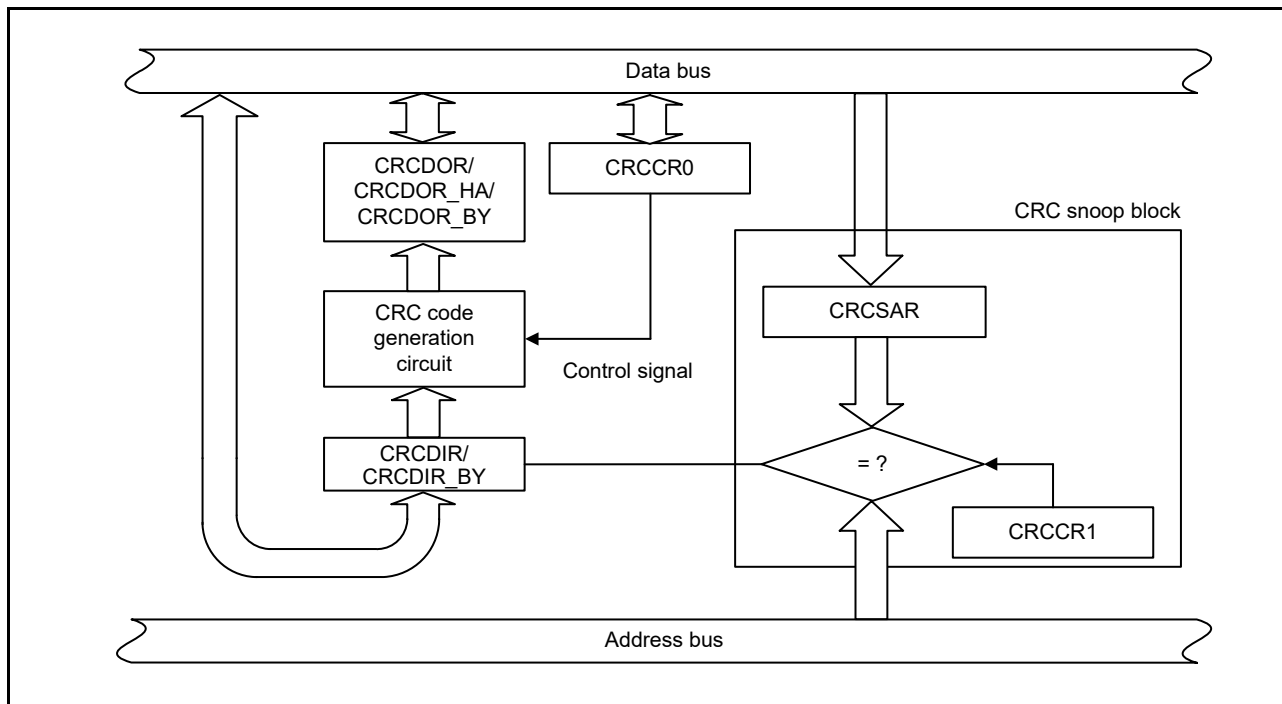 Data bus
CRCDOR/
CRCDOR_HA/
CRCDOR_BY
CRCCR0
CRC snoop block
CRCSAR
CRC code
generation
circuit
Control signal
CRCDIR/
CRCDIR_BY
= ?
CRCCR1
Address bus